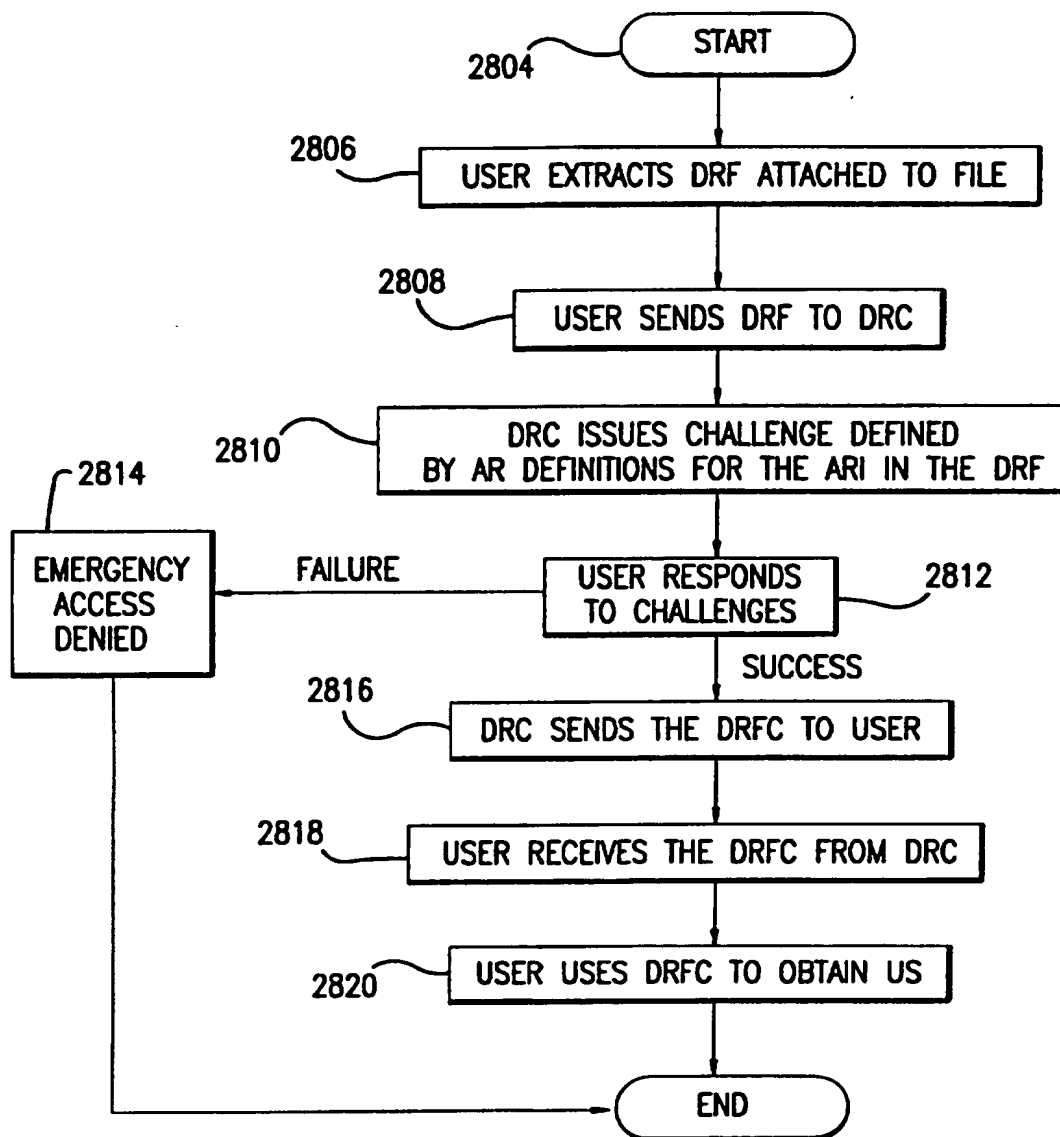 START
2804
2806
USER EXTRACTS DRF ATTACHED TO FILE
2808
USER SENDS DRF TO DRC
2810
DRC ISSUES CHALLENGE DEFINED
BY AR DEFINITIONS FOR THE ARI IN THE DRF
2814
EMERGENCY
ACCESS
DENIED
FAILURE
USER RESPONDS
TO CHALLENGES
2812
SUCCESS
2816
DRC SENDS THE DRFC TO USER
2818
USER RECEIVES THE DRFC FROM DRC
2820
USER USES DRFC TO OBTAIN US
END